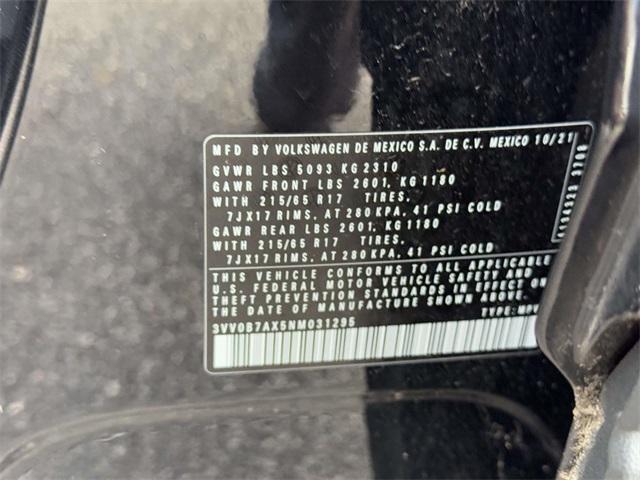 MFD BY VOLKSWAGEN DE MEXICO S.A. DE C.V. MEXICO 10/21
GVWR LBS 5093 KG 2310
GAWR FRONT LBS 2601, KG 1180
WITH 215/65 R17 TIRES.
7JX17 RIMS, AT 280 KPA, 41 PSI COLD
GAWR REAR LBS 2601, KG 1180
WITH 215/65 R17 TIRES.
7JX17 RIMS, AT 280 KPA, 41 PSI COLD
THIS VEHICLE CONFORMS TO ALL APPLICABLE
U.S. FEDERAL MOTOR VEHICLE SAFETY AND
THEFT PREVENTION STANDARDS IN EFFECT ON
THE DATE OF MANUFACTURE SHOWN ABOVE.
3VV0B7AX5NM031295 TYPE: MPV